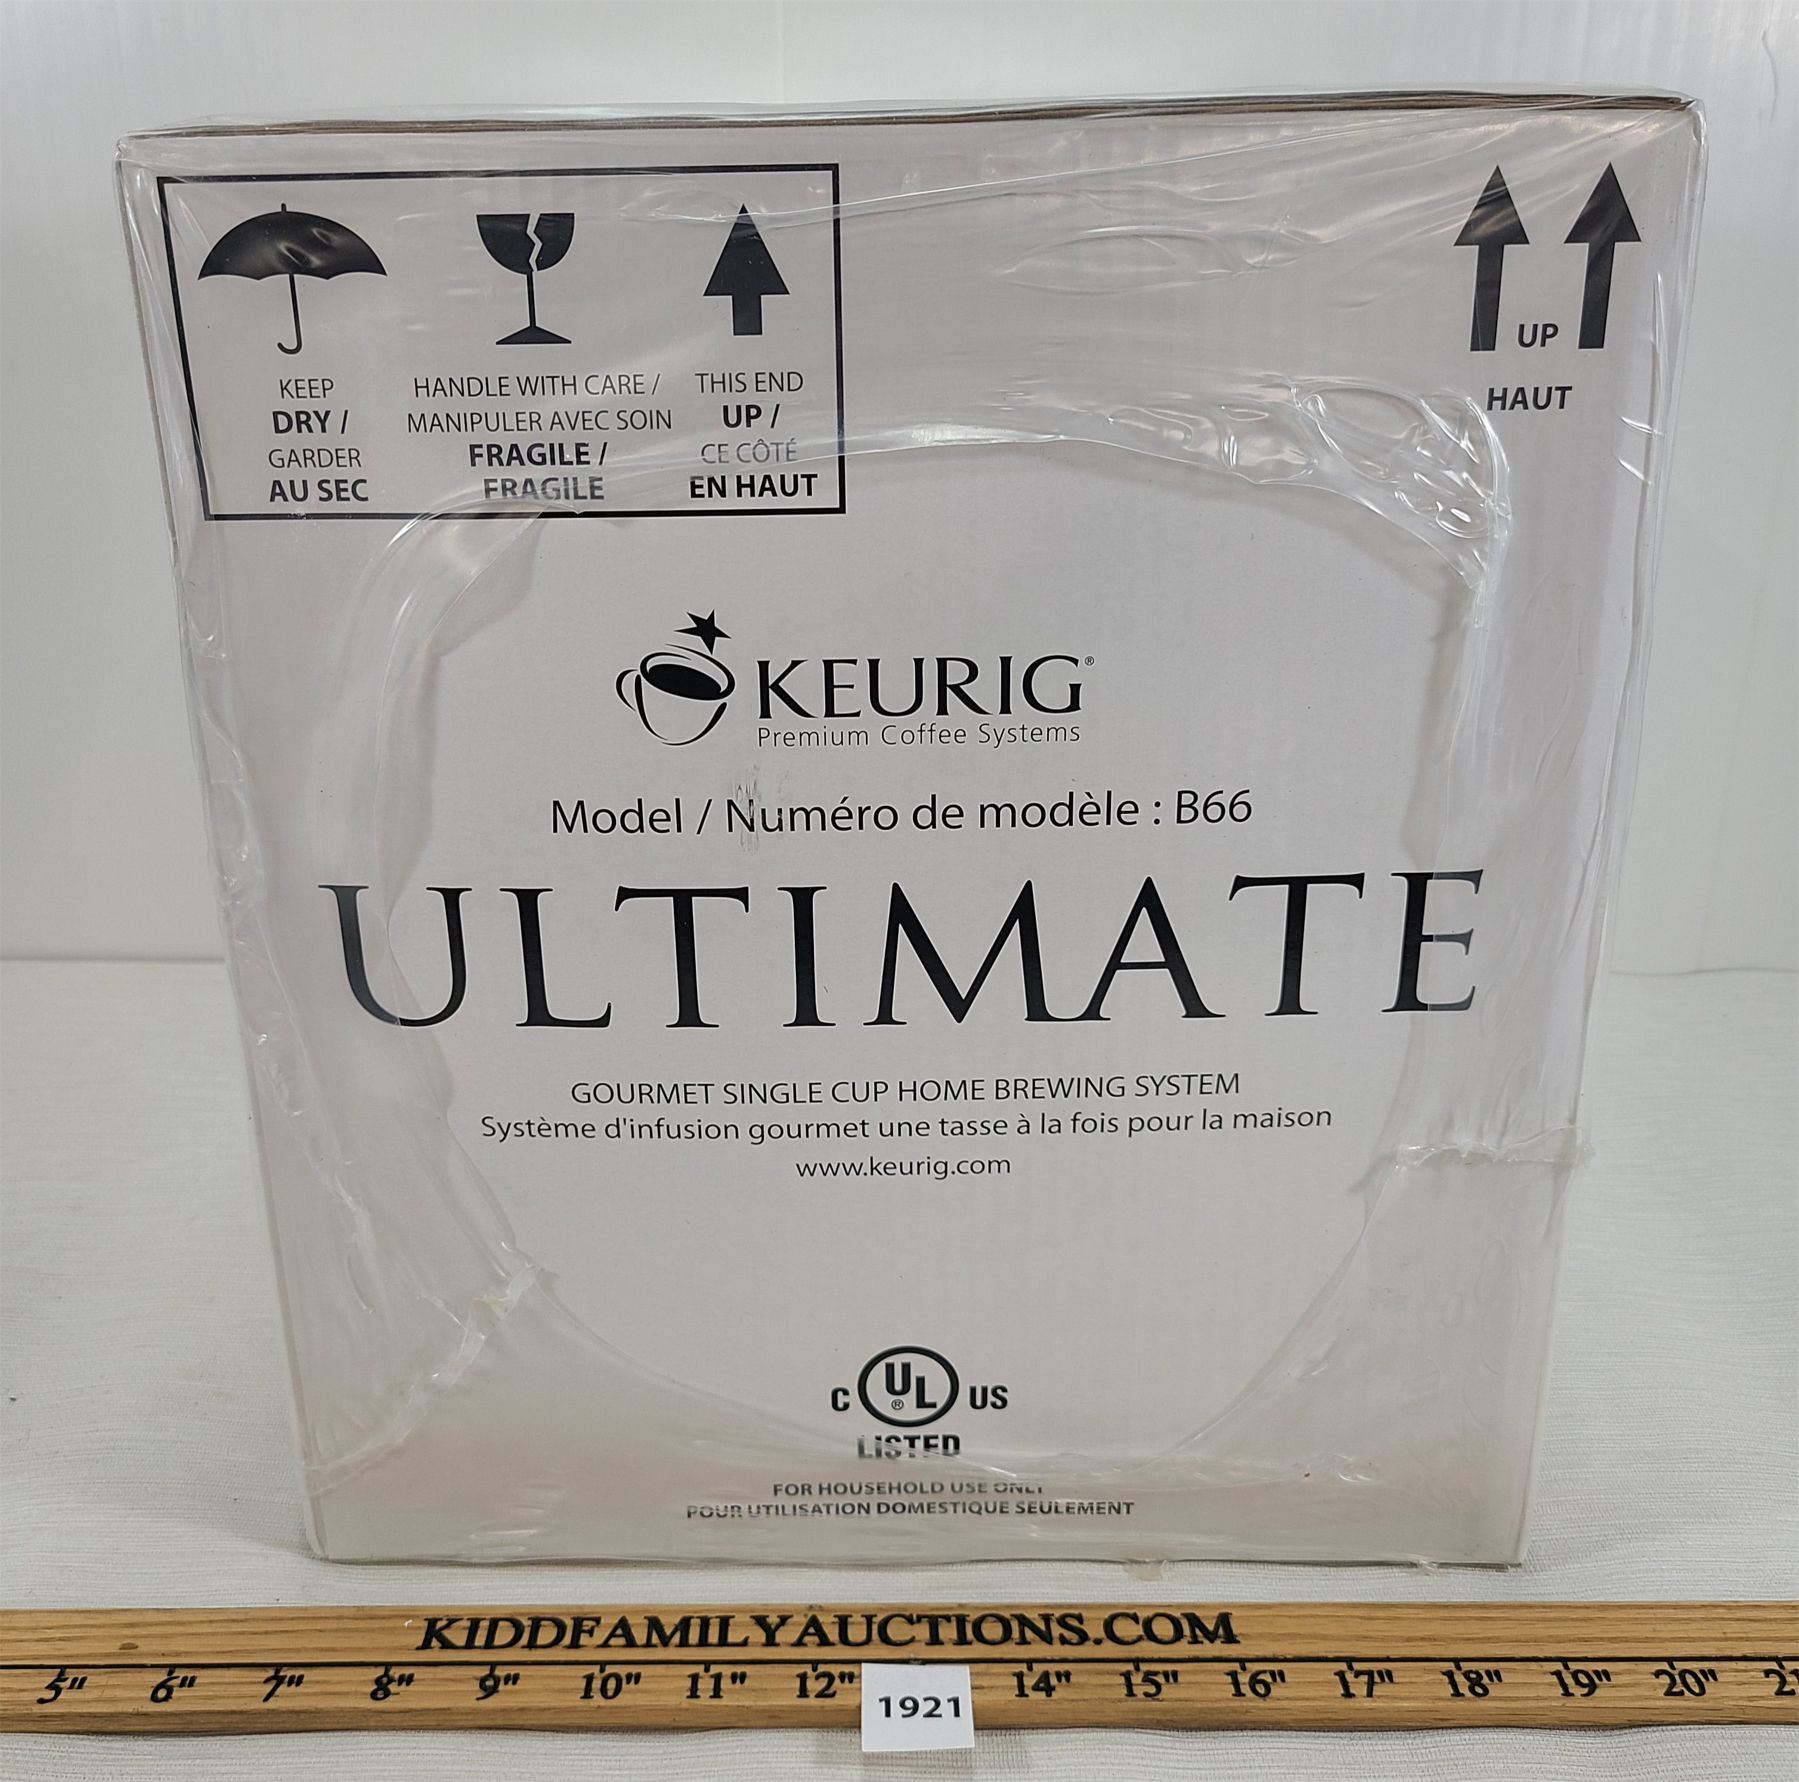 KEEP
DRY /
GARDER
AU SEC
HANDLE WITH CARE /
MANIPULER AVEC SOIN
FRAGILE /
FRAGILE
THIS END
UP /
CE CÔTÉ
EN HAUT
UP
HAUT
KEURIG®
Premium Coffee Systems
Model / Numéro de modèle : B66
ULTIMATE
GOURMET SINGLE CUP HOME BREWING SYSTEM
Système d'infusion gourmet une tasse à la fois pour la maison
www.keurig.com
C UL® US
LISTED
FOR HOUSEHOLD USE ONLY
POUR UTILISATION DOMESTIQUE SEULEMENT
KIDDFAMILYAUCTIONS.COM
5" 6" 7" 8" 9" 10" 11" 12" 14" 15" 16" 17" 18" 19" 20"
1921